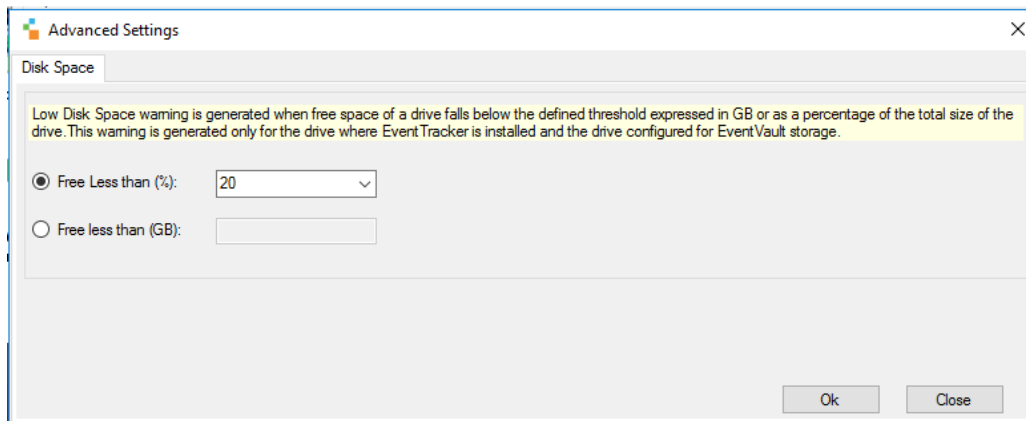 Advanced Settings
Disk Space
Low Disk Space warning is generated when free space of a drive falls below the defined threshold expressed in GB or as a percentage of the total size of the
drive.This warning is generated only for the drive where EventTracker is installed and the drive configured for EventVault storage.
Free Less than (%): 20
Free less than (GB):
Ok Close